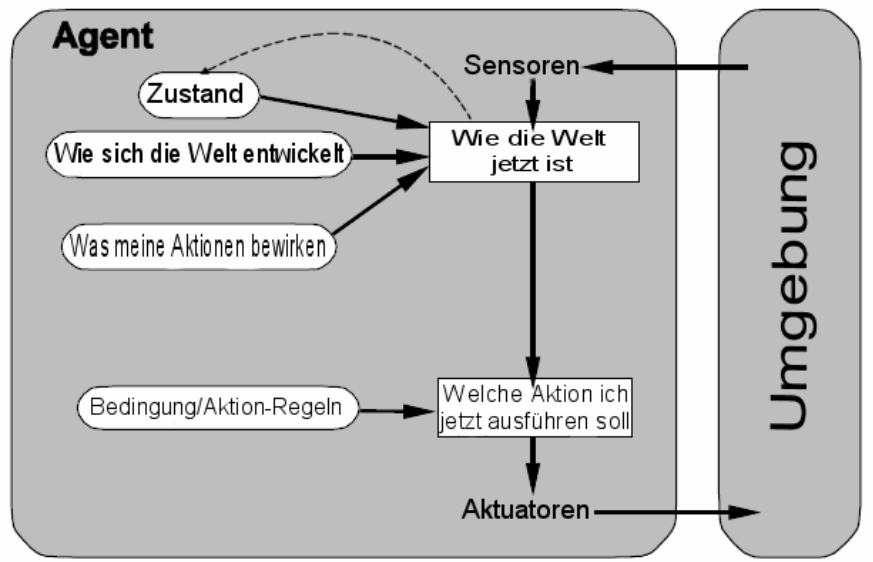 Agent
Sensoren
Zustand
Wie die Welt
jetzt ist
Wie sich die Welt entwickelt
Was meine Aktionen bewirken
Umgebung
Bedingung/Aktion-Regeln
Welche Aktion ich
jetzt ausführen soll
Aktuatoren